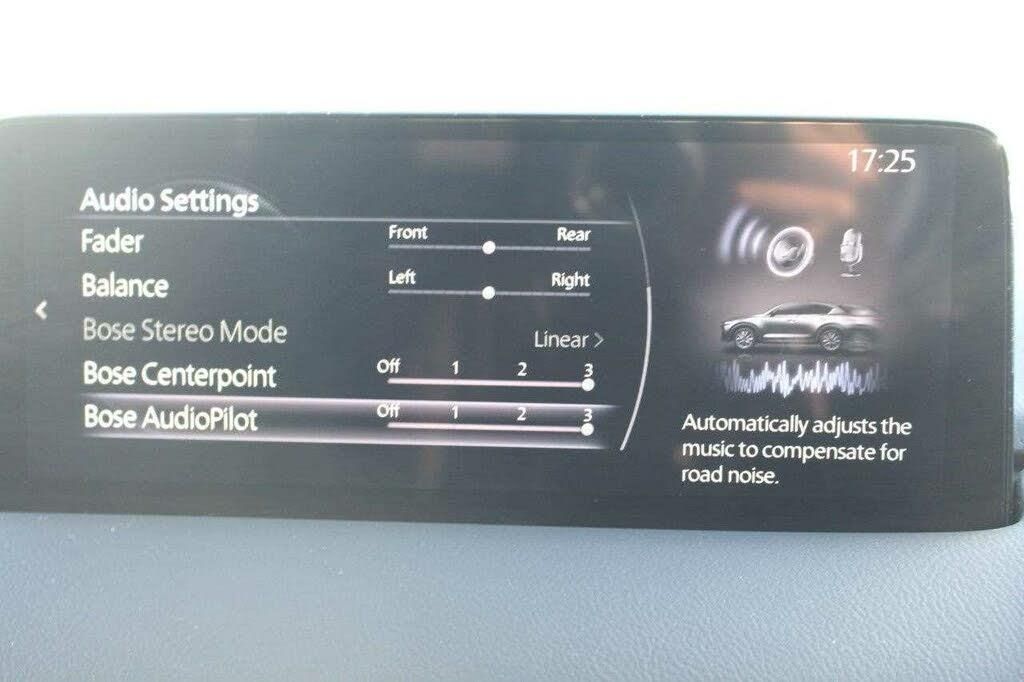 17:25
Audio Settings
Fader Front Rear
Balance Left Right
Bose Stereo Mode Linear >
Bose Centerpoint Off 1 2 3
Bose AudioPilot Off 1 2 3
Automatically adjusts the
music to compensate for
road noise.